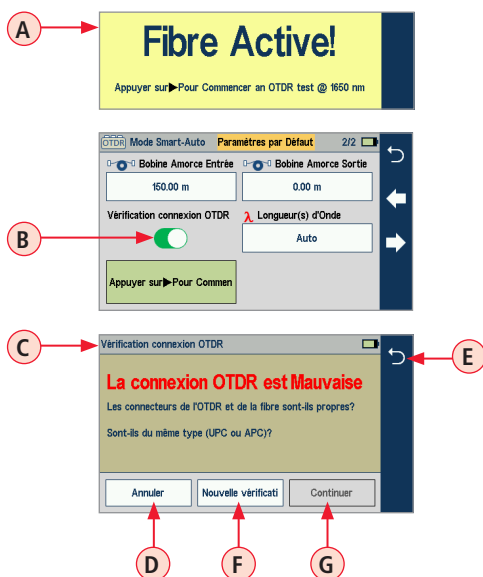 A
Fibre Active!
Appuyer sur▶Pour Commencer an OTDR test @ 1650 nm
OTDR Mode Smart-Auto Paramètres par Défaut 2/2
Bobine Amorce Entrée Bobine Amorce Sortie
150.00 m 0.00 m
Vérification connexion OTDR λ Longueur(s) d'Onde
B
Auto
Appuyer sur▶Pour Commen
C
Vérification connexion OTDR
E
La connexion OTDR est Mauvaise
Les connecteurs de l'OTDR et de la fibre sont-ils propres?
Sont-ils du même type (UPC ou APC)?
Annuler Nouvelle vérificati Continuer
D F G